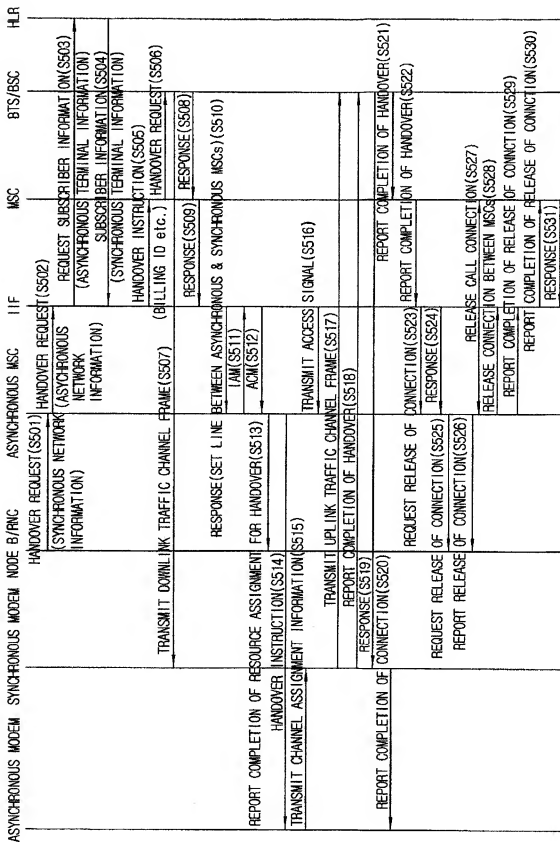 ASYNCHRONOUS MODEM
SYNCHRONOUS MODEM
NODE B/RNC
ASYNCHRONOUS MSC
IIF
MSC
BTS/BSC
HLR
HANDOVER REQUEST(S501)
(SYNCHRONOUS NETWORK
INFORMATION)
HANDOVER REQUEST(S502)
(ASYCHRONOUS
NETWORK
INFORMATION)
REQUEST SUBSCRIBER INFORMATION(S503)
(ASYNCHRONOUS TERMINAL INFORMATION)
SUBSCRIBER INFORMATION(S504)
(SYNCHRONOUS TERMINAL INFORMATION)
HANDOVER INSTRUCTION(S505)
HANDOVER REQUEST(S506)
(BILLING ID etc.)
TRANSMIT DOWNLINK TRAFFIC CHANNEL FRAME(S507)
RESPONSE(S508)
RESPONSE(S509)
RESPONSE(SET LINE BETWEEN ASYNCHRONOUS & SYNCHRONOUS MSCs)(S510)
IAM(S511)
ACM(S512)
REPORT COMPLETION OF RESOURCE ASSIGNMENT FOR HANDOVER(S513)
HANDOVER INSTRUCTION(S514)
TRANSMIT CHANNEL ASSIGNMENT INFORMATION(S515)
TRANSMIT ACCESS SIGNAL(S516)
TRANSMIT UPLINK TRAFFIC CHANNEL FRAME(S517)
REPORT COMPLETION OF HANDOVER(S518)
RESPONSE(S519)
REPORT COMPLETION OF CONNECTION(S520)
REPORT COMPLETION OF HANDOVER(S521)
REPORT COMPLETION OF HANDOVER(S522)
REQUEST RELEASE OF CONNECTION(S523)
RESPONSE(S524)
REQUEST RELEASE OF CONNECTION(S525)
REPORT RELEASE OF CONNECTION(S526)
RELEASE CALL CONNECTION(S527)
RELEASE CONNECTION BETWEEN MSCs(S528)
REPORT COMPLETION OF RELEASE OF CONNCTION(S529)
REPORT COMPLETION OF RELEASE OF CONNCTION(S530)
RESPONSE(S531)